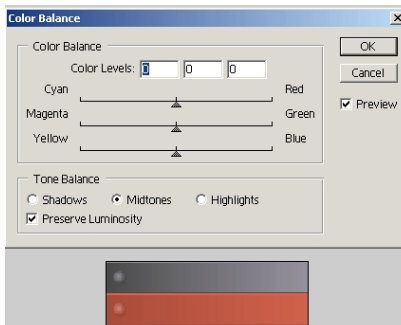 Color Balance
Color Balance
Color Levels: 0 0 0
Cyan Red
Magenta Green
Yellow Blue
Tone Balance
Shadows Midtones Highlights
Preserve Luminosity
OK
Cancel
Preview